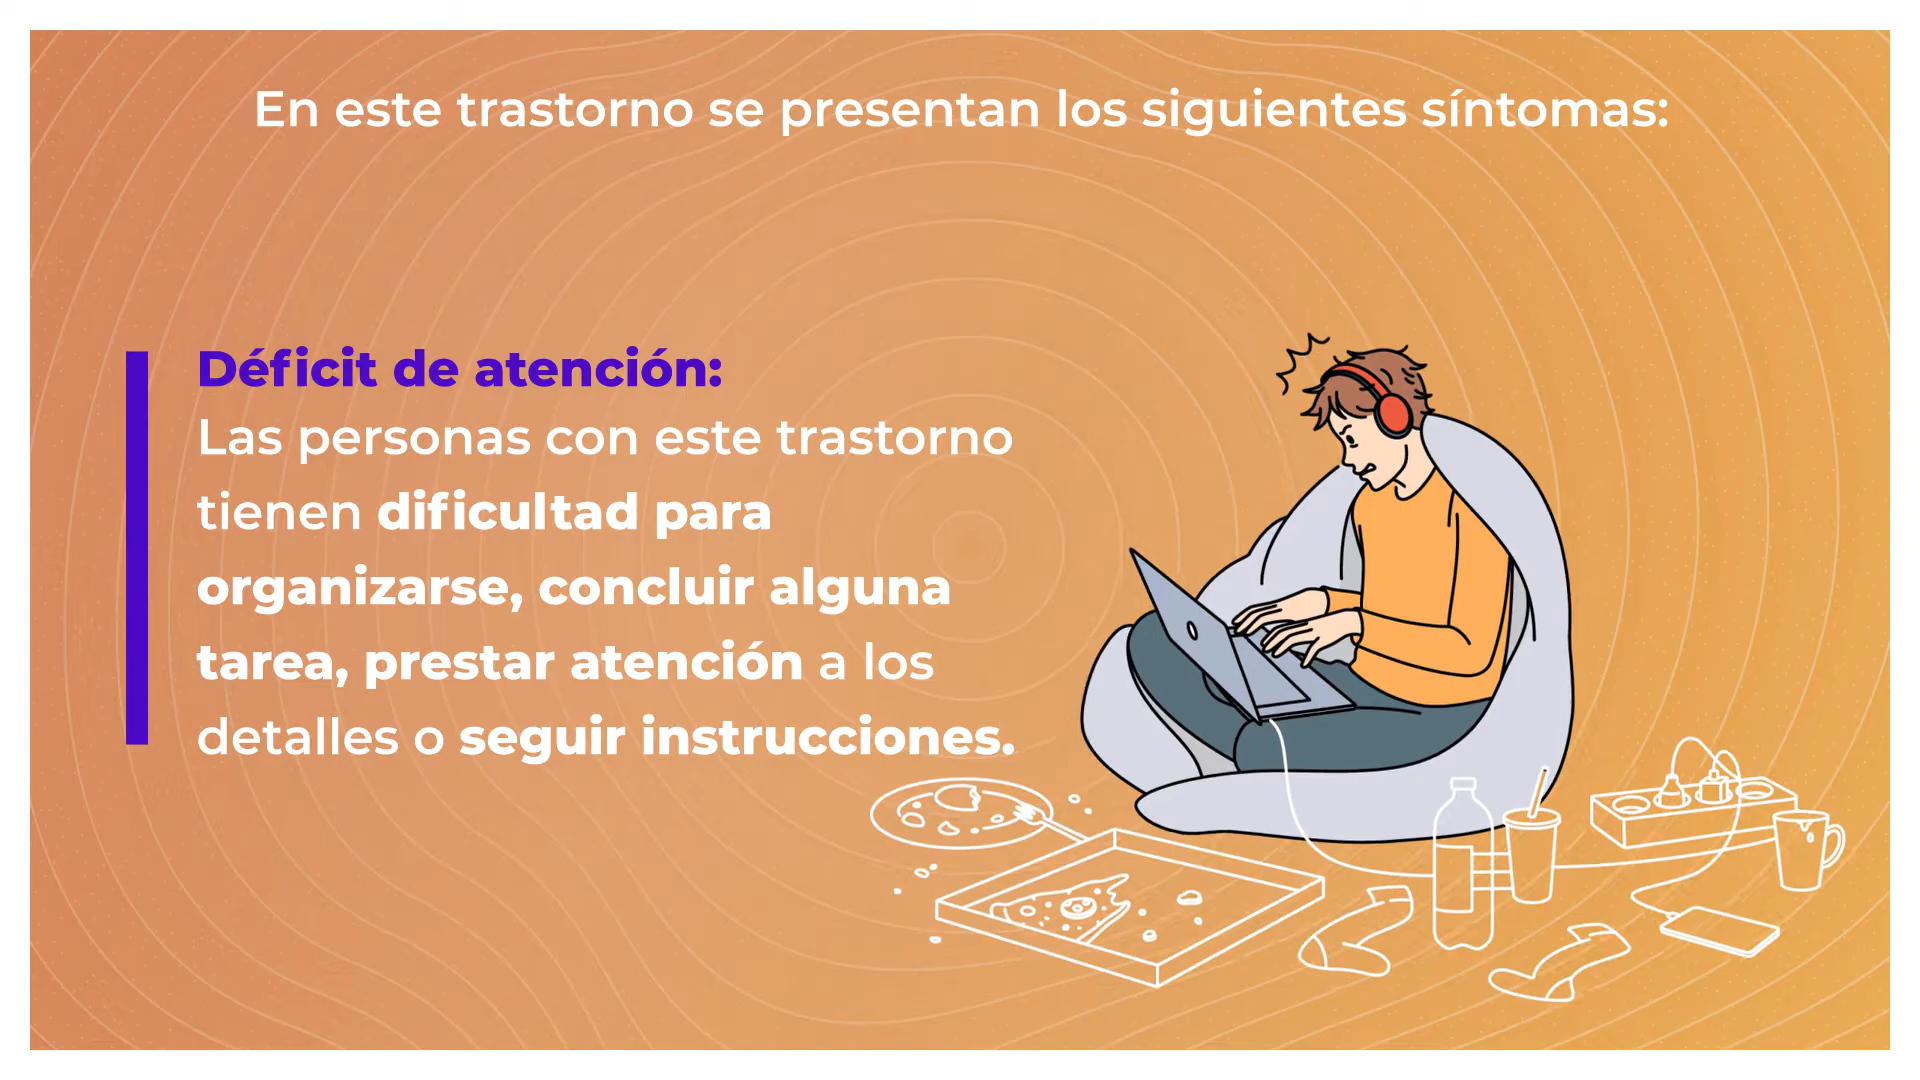 En este trastorno se presentan los siguientes síntomas:
Déficit de atención:
Las personas con este trastorno
tienen dificultad para
organizarse, concluir alguna
tarea, prestar atención a los
detalles o seguir instrucciones.